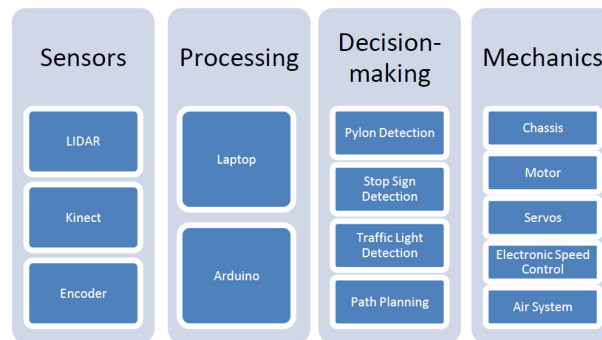 Sensors
LIDAR
Kinect
Encoder
Processing
Laptop
Arduino
Decision-
making
Pylon Detection
Stop Sign
Detection
Traffic Light
Detection
Path Planning
Mechanics
Chassis
Motor
Servos
Electronic Speed
Control
Air System